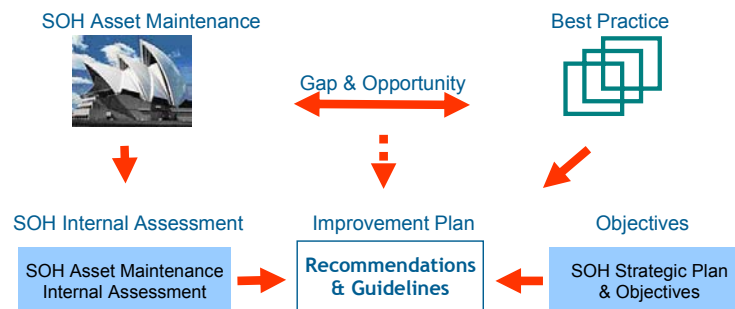 SOH Asset Maintenance
Best Practice
Gap & Opportunity
SOH Internal Assessment
Improvement Plan
Objectives
SOH Asset Maintenance
Internal Assessment
Recommendations
& Guidelines
SOH Strategic Plan
& Objectives